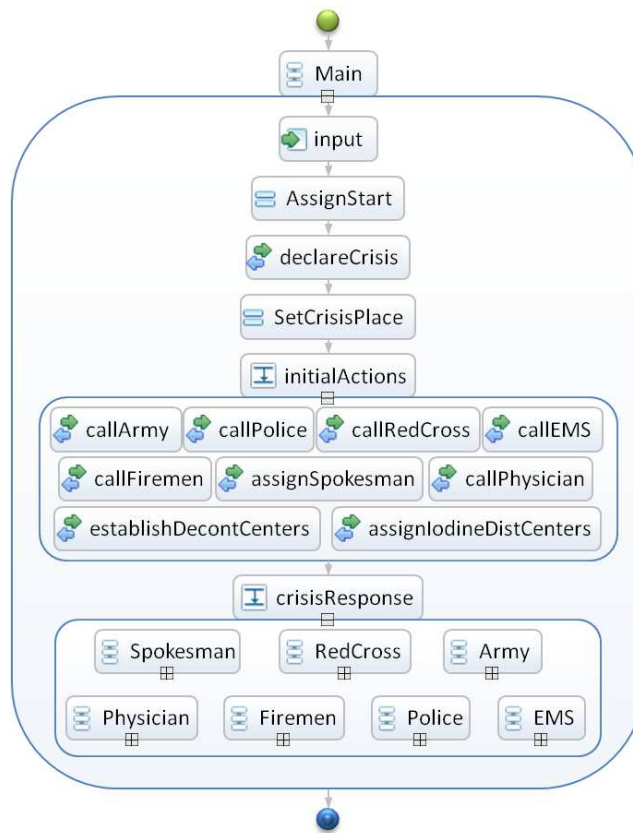 Main
input
AssignStart
declareCrisis
SetCrisisPlace
initialActions
callArmy callPolice callRedCross callEMS
callFiremen assignSpokesman callPhysician
establishDecontCenters assignIodineDistCenters
crisisResponse
Spokesman RedCross Army
Physician Firemen Police EMS